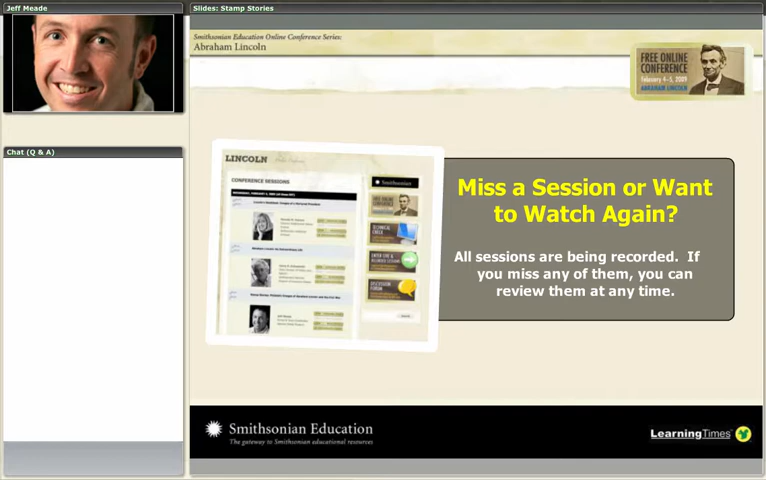 Jeff Meade
Slides: Stamp Stories
Smithsonian Education Online Conference Series:
Abraham Lincoln
FREE ONLINE
CONFERENCE
February 4-5, 2009
ABRAHAM LINCOLN
Chat (Q & A)
LINCOLN
CONFERENCE SESSIONS
Smithsonian
TECHNICAL
DISCUSSION
FORUM
Miss a Session or Want
to Watch Again?
All sessions are being recorded. If
you miss any of them, you can
review them at any time.
Smithsonian Education
The gateway to Smithsonian educational resources
LearningTimes